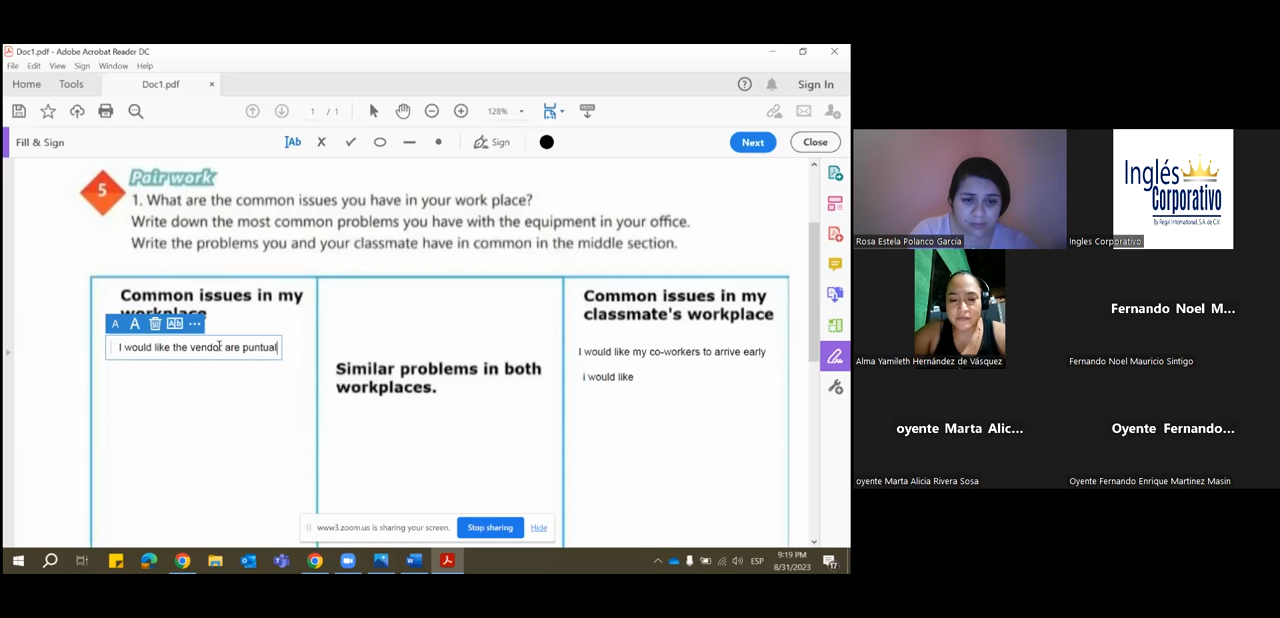 Doc1.pdf - Adobe Acrobat Reader DC
File Edit View Sign Window Help
Home Tools Doc1.pdf × Sign In
1 / 1 128%
Fill & Sign Sign Next Close
5 Pair work
1. What are the common issues you have in your work place?
Write down the most common problems you have with the equipment in your office.
Write the problems you and your classmate have in common in the middle section.
Common issues in my
workplace
A A Ab ...
I would like the vendor are puntual
Similar problems in both
workplaces.
Common issues in my
classmate's workplace
I would like my co-workers to arrive early
i would like
www3.zoom.us is sharing your screen. Stop sharing Hide
ESP 9:19 PM
8/31/2023
17
Rosa Estela Polanco García
Inglés
Corporativo
By Regal International, S.A. de C.V.
Ingles Corporativo
Alma Yamileth Hernández de Vásquez
Fernando Noel M...
Fernando Noel Mauricio Sintigo
oyente Marta Alic...
oyente Marta Alicia Rivera Sosa
Oyente Fernando...
Oyente Fernando Enrique Martinez Masin